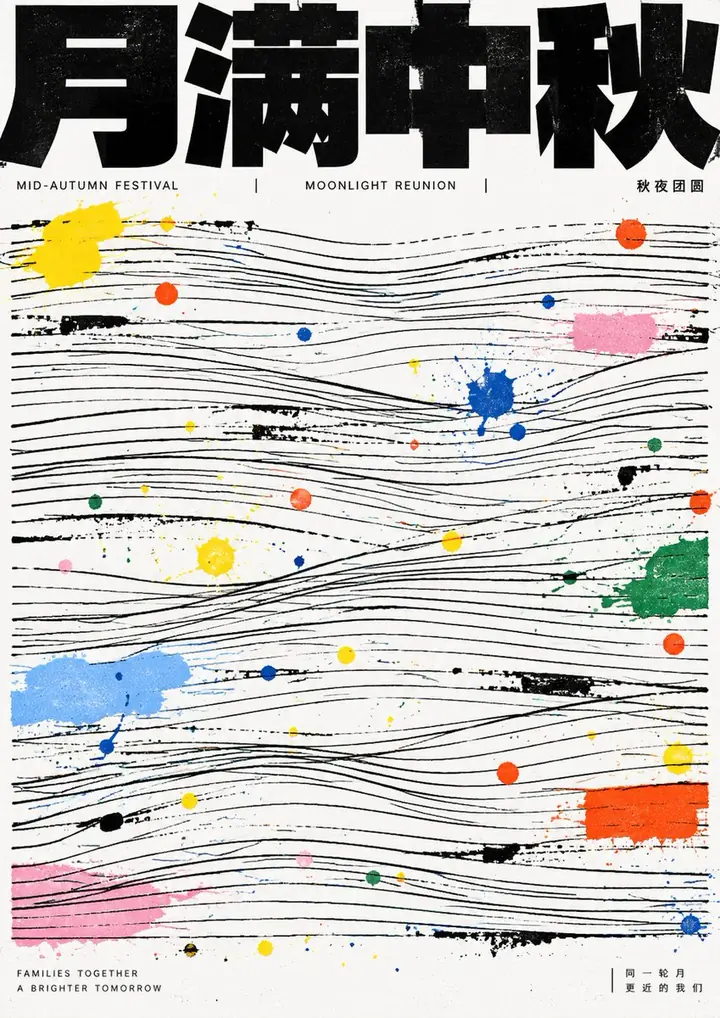 月满中秋
MID-AUTUMN FESTIVAL | MOONLIGHT REUNION | 秋夜团圆
FAMILIES TOGETHER
A BRIGHTER TOMORROW
同一轮月
更近的我们